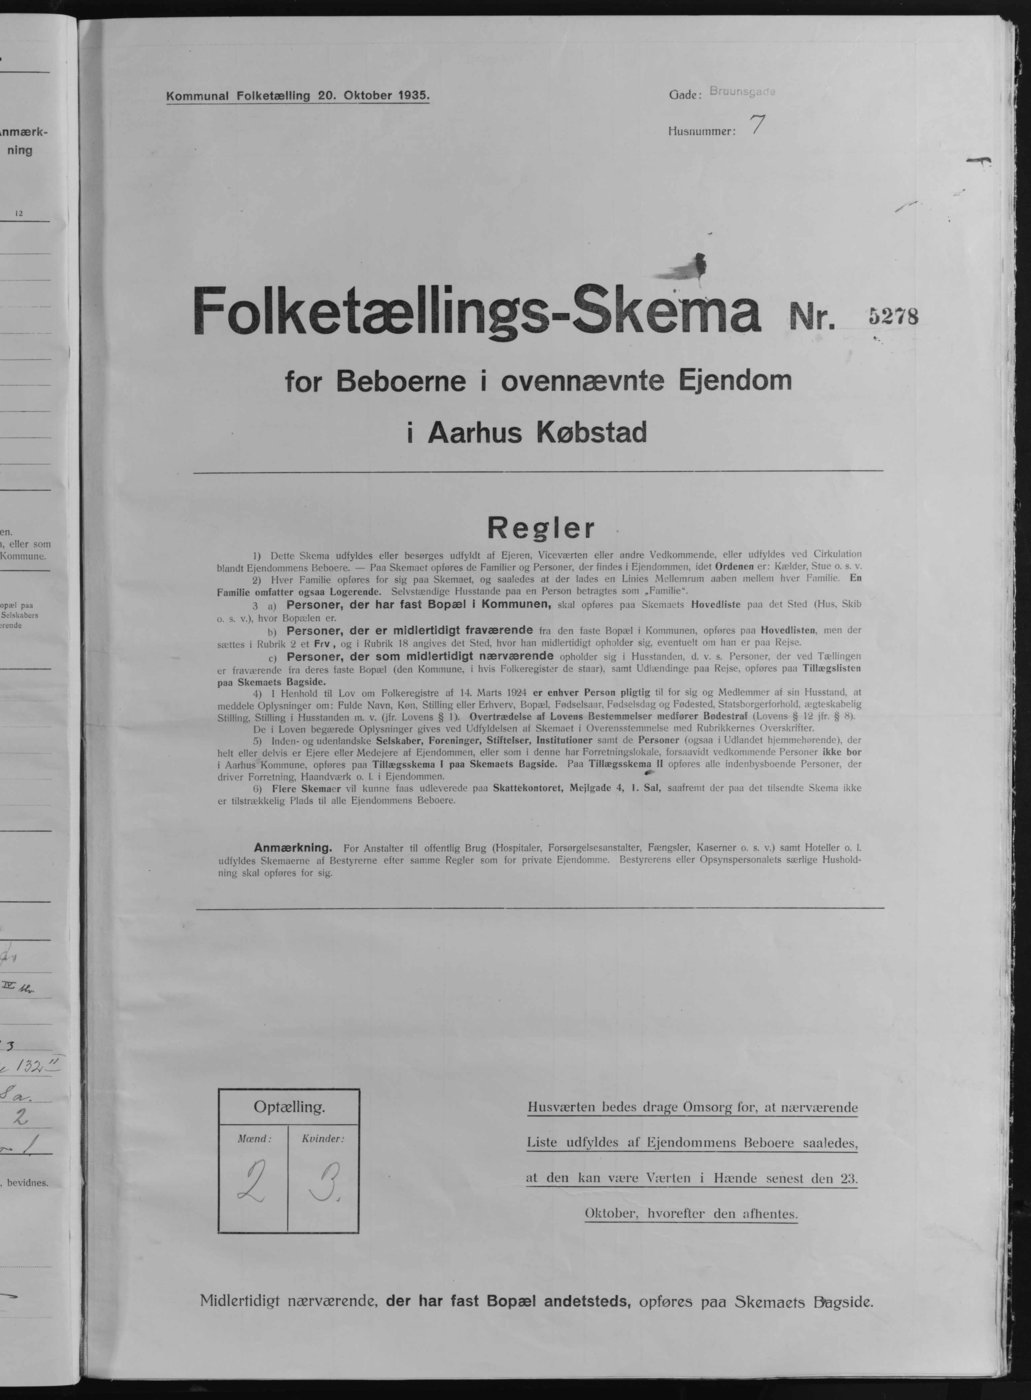 Kommunal Folketælling 20. Oktober 1935.
Gade: Bruunsgade
Husnummer: 7
Folketællings-Skema Nr. 5278
for Beboerne i ovennævnte Ejendom
i Aarhus Købstad
Regler
1) Dette Skema udfyldes eller besørges udfyldt af Ejeren, Viceværten eller andre Vedkommende, eller udfyldes ved Cirkulation
blandt Ejendommens Beboere. — Paa Skemaet opføres de Familier og Personer, der findes i Ejendommen, idet Ordenen er: Kælder, Stue o. s. v.
2) Hver Familie opføres for sig paa Skemaet, og saaledes at der lades en Linies Mellemrum aaben mellem hver Familie. En
Familie omfatter ogsaa Logerende. Selvstændige Husstande paa en Person betragtes som „Familie“.
3 a) Personer, der har fast Bopæl i Kommunen, skal opføres paa Skemaets Hovedliste paa det Sted (Hus, Skib
o. s. v.), hvor Bopælen er.
b) Personer, der er midlertidigt fraværende fra den faste Bopæl i Kommunen, opføres paa Hovedlisten, men der
sættes i Rubrik 2 et Frv, og i Rubrik 18 angives det Sted, hvor han midlertidigt opholder sig, eventuelt om han er paa Rejse.
c) Personer, der som midlertidigt nærværende opholder sig i Husstanden, d. v. s. Personer, der ved Tællingen
er fraværende fra deres faste Bopæl (den Kommune, i hvis Folkeregister de staar), samt Udlændinge paa Rejse, opføres paa Tillægslisten
paa Skemaets Bagside.
4) I Henhold til Lov om Folkeregistre af 14. Marts 1924 er enhver Person pligtig til for sig og Medlemmer af sin Husstand, at
meddele Oplysninger om: Fulde Navn, Køn, Stilling eller Erhverv, Bopæl, Fødselsaar, Fødselsdag og Fødested, Statsborgerforhold, ægteskabelig
Stilling, Stilling i Husstanden m. v. (jfr. Lovens § 1). Overtrædelse af Lovens Bestemmelser medfører Bødestraf (Lovens § 12 jfr. § 8).
De i Loven begærede Oplysninger gives ved Udfyldelsen af Skemaet i Overensstemmelse med Rubrikkernes Overskrifter.
5) Inden- og udenlandske Selskaber, Foreninger, Stiftelser, Institutioner samt de Personer (ogsaa i Udlandet hjemmehørende), der
helt eller delvis er Ejere eller Medejere af Ejendommen, eller som i denne har Forretningslokale, forsaavidt vedkommende Personer ikke bor
i Aarhus Kommune, opføres paa Tillægsskema I paa Skemaets Bagside. Paa Tillægsskema II opføres alle indenbysboende Personer, der
driver Forretning, Haandværk o. l. i Ejendommen.
6) Flere Skemaer vil kunne faas udleverede paa Skattekontoret, Mejlgade 4, 1. Sal, saafremt der paa det tilsendte Skema ikke
er tilstrækkelig Plads til alle Ejendommens Beboere.
Anmærkning. For Anstalter til offentlig Brug (Hospitaler, Forsørgelsesanstalter, Fængsler, Kaserner o. s. v.) samt Hoteller o. l.
udfyldes Skemaerne af Bestyrerne efter samme Regler som for private Ejendomme. Bestyrerens eller Opsynspersonalets særlige Hushold-
ning skal opføres for sig.
Optælling.
Mænd: Kvinder:
2 3.
Husværten bedes drage Omsorg for, at nærværende
Liste udfyldes af Ejendommens Beboere saaledes,
at den kan være Værten i Hænde senest den 23.
Oktober, hvorefter den afhentes.
Midlertidigt nærværende, der har fast Bopæl andetsteds, opføres paa Skemaets Bagside.
nmærk-
ning
12
en.
, eller som
Kommune.
opæl paa
Selskabers
erende
IV
3
132 II
2
1.
, bevidnes.